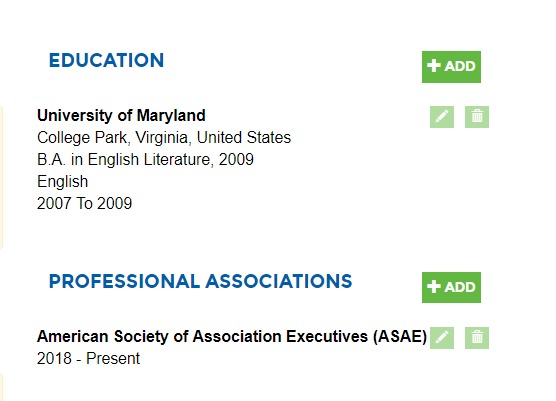 EDUCATION
+ ADD
University of Maryland
College Park, Virginia, United States
B.A. in English Literature, 2009
English
2007 To 2009
PROFESSIONAL ASSOCIATIONS
+ ADD
American Society of Association Executives (ASAE)
2018 - Present